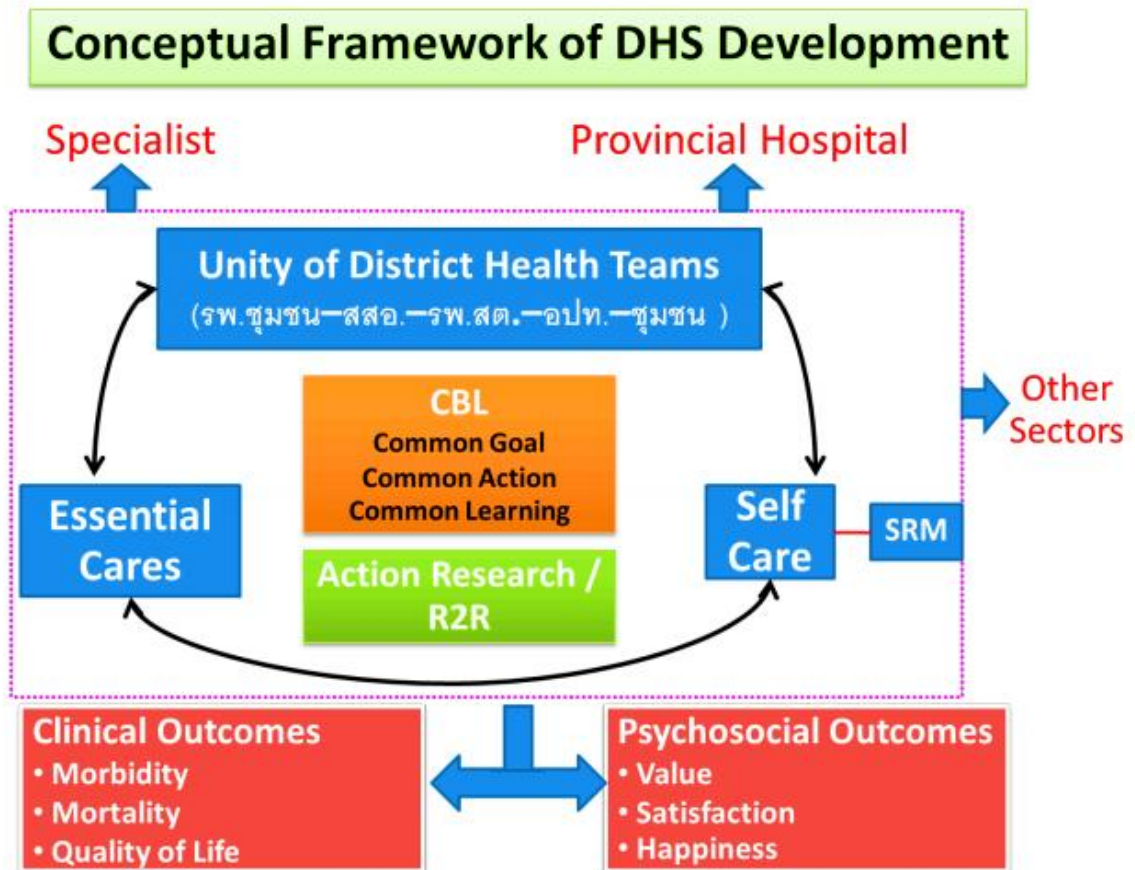 Conceptual Framework of DHS Development
Specialist
Provincial Hospital
Unity of District Health Teams
(รพ.ชุมชน–สสอ.–รพ.สต.–อปท.–ชุมชน )
CBL
Common Goal
Common Action
Common Learning
Other
Sectors
Essential
Cares
Self
Care
SRM
Action Research /
R2R
Clinical Outcomes
• Morbidity
• Mortality
• Quality of Life
Psychosocial Outcomes
• Value
• Satisfaction
• Happiness